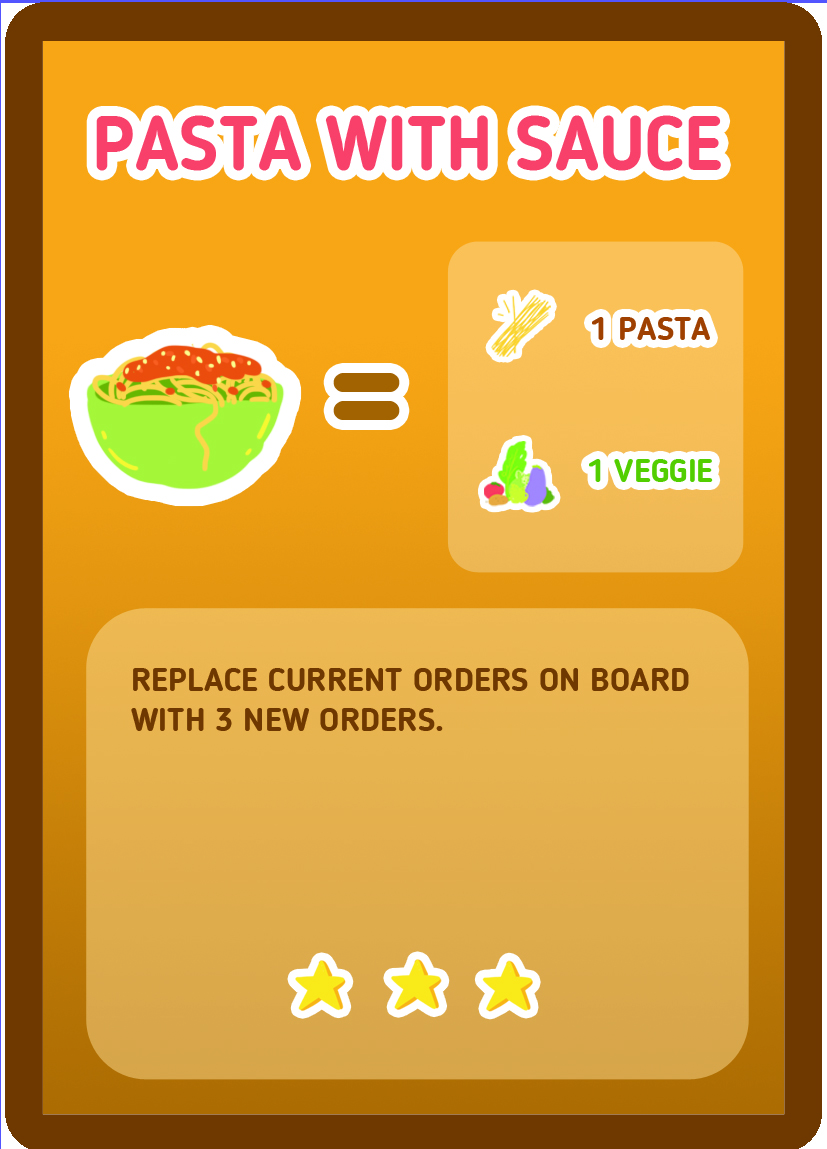 PASTA WITH SAUCE
1 PASTA
1 VEGGIE
REPLACE CURRENT ORDERS ON BOARD
WITH 3 NEW ORDERS.